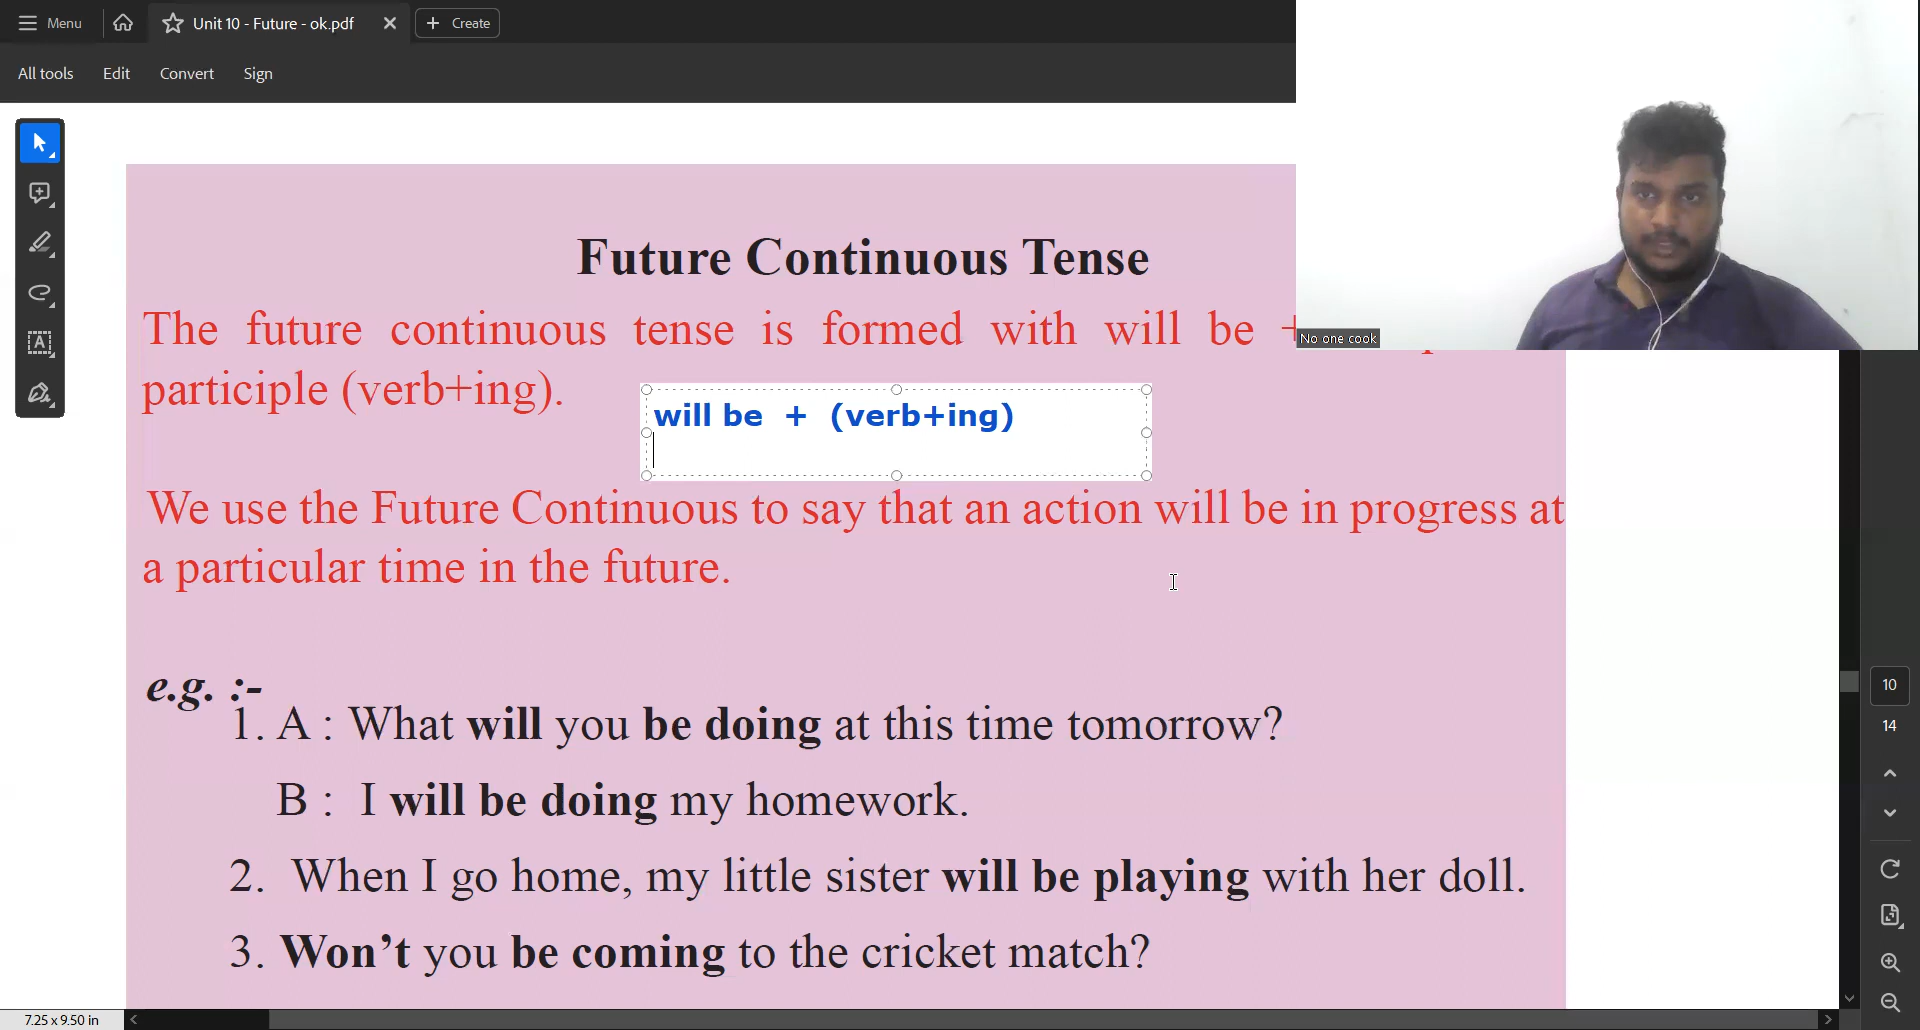 Menu
Unit 10 - Future - ok.pdf
Create
All tools
Edit
Convert
Sign
Future Continuous Tense
The future continuous tense is formed with will be +
participle (verb+ing).
will be + (verb+ing)
We use the Future Continuous to say that an action will be in progress at
a particular time in the future.
e.g. :-
1. A : What will you be doing at this time tomorrow?
B : I will be doing my homework.
2. When I go home, my little sister will be playing with her doll.
3. Won’t you be coming to the cricket match?
No one cook
10
14
7.25 x 9.50 in